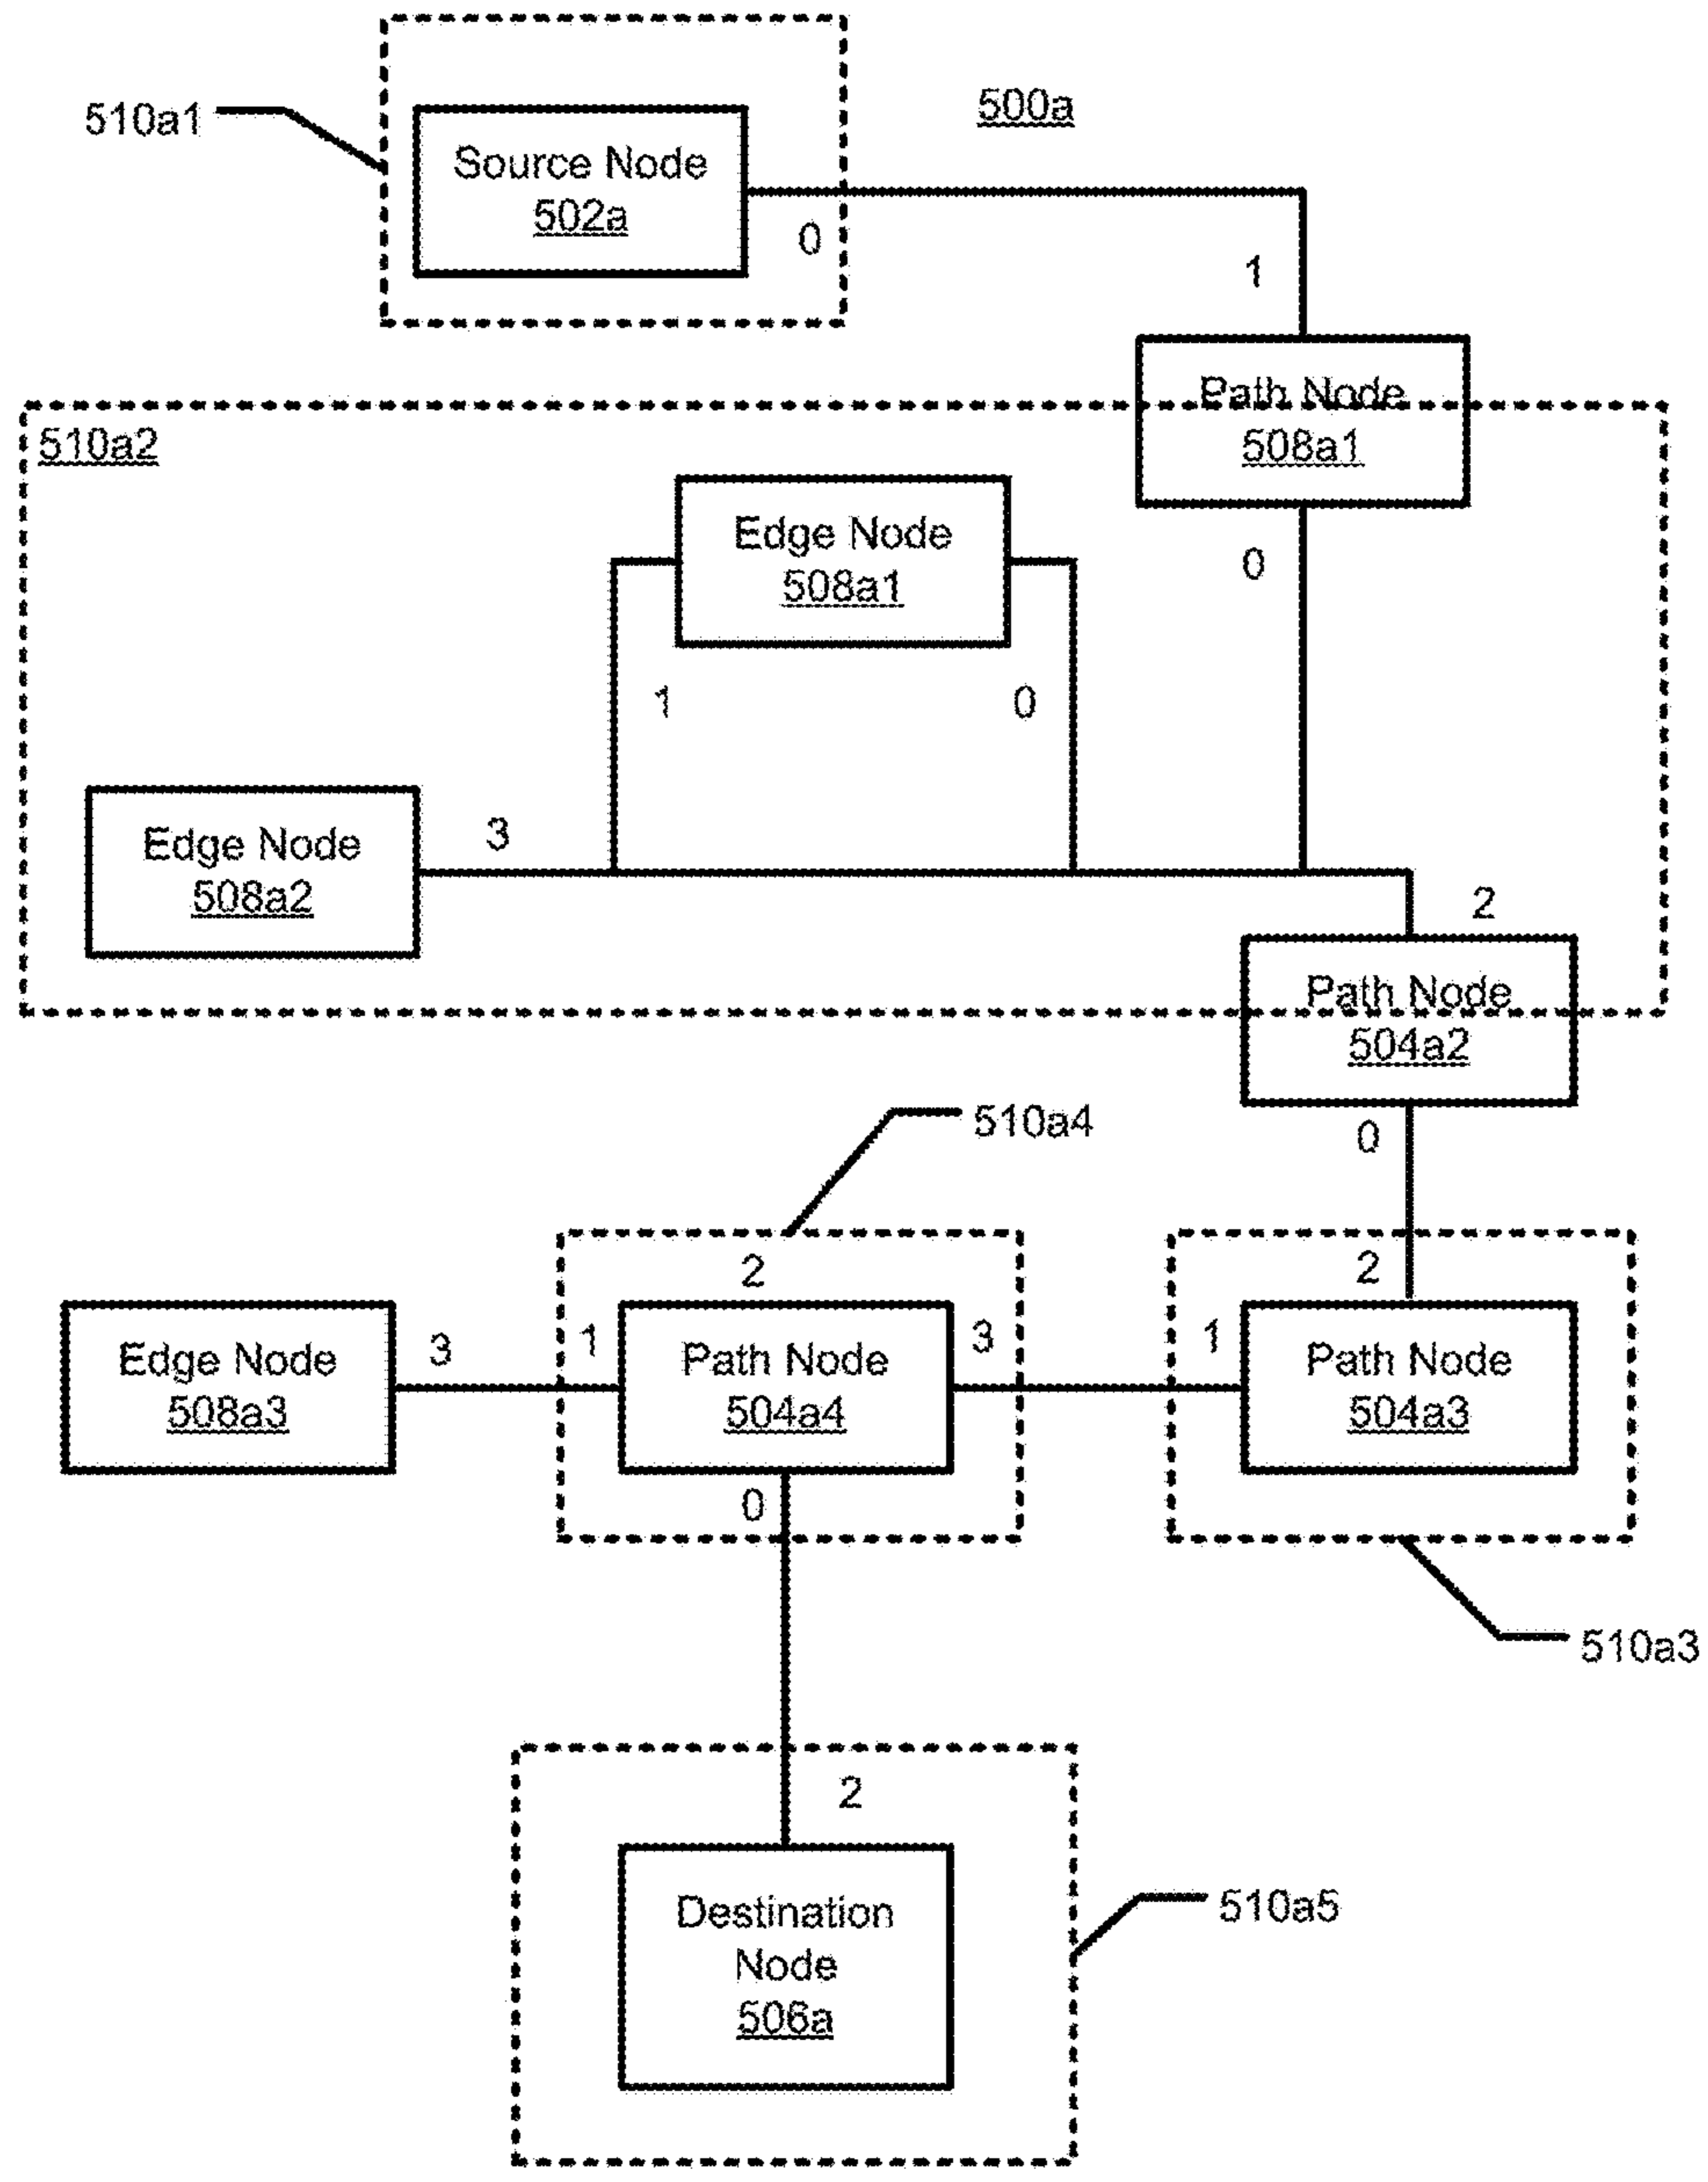 510a1
500a
Source Node
502a
0
1
Path Node
508a1
510a2
Edge Node
508a1
0
1
0
Edge Node
508a2
3
2
Path Node
504a2
0
510a4
2
2
Edge Node
508a3
3
1
Path Node
504a4
3
1
Path Node
504a3
0
510a3
2
Destination
Node
506a
510a5